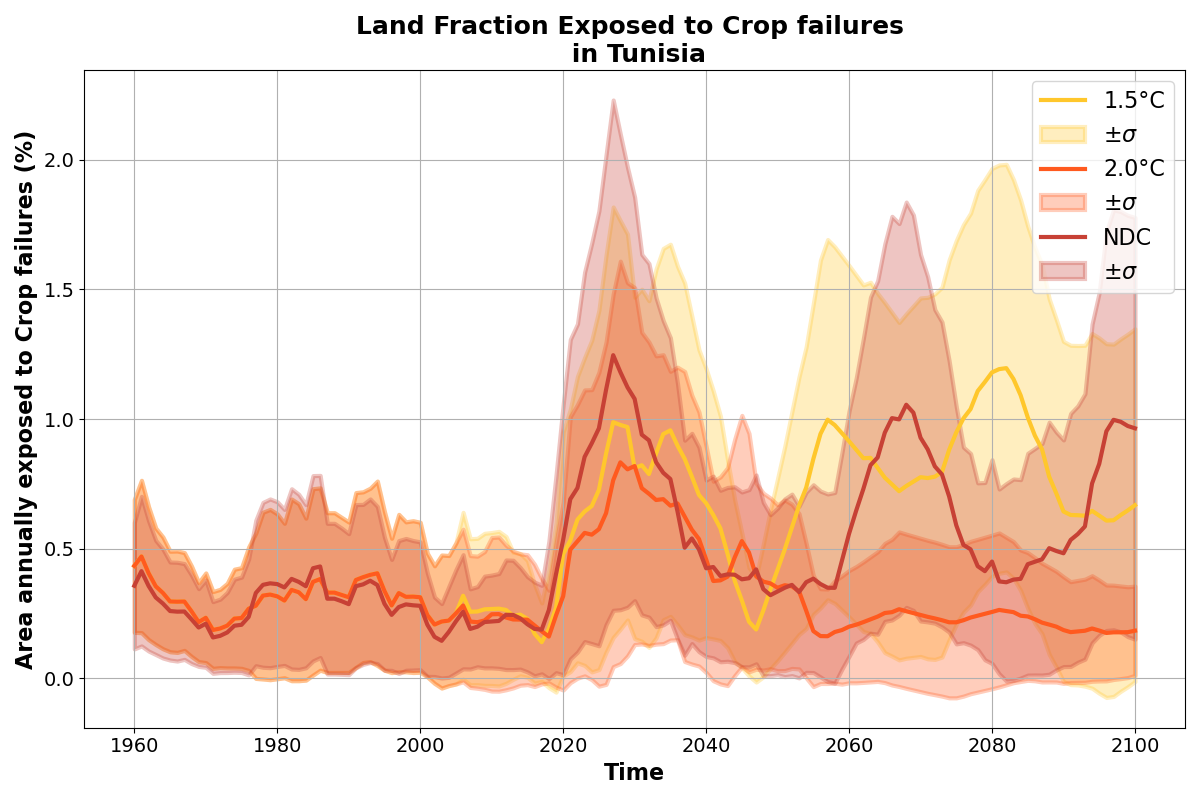 Land Fraction Exposed to Crop failures
in Tunisia
Area annually exposed to Crop failures (%)
2.0
1.5
1.0
0.5
0.0
1.5°C
±σ
2.0°C
±σ
NDC
±σ
1960 1980 2000 2020 2040 2060 2080 2100
Time